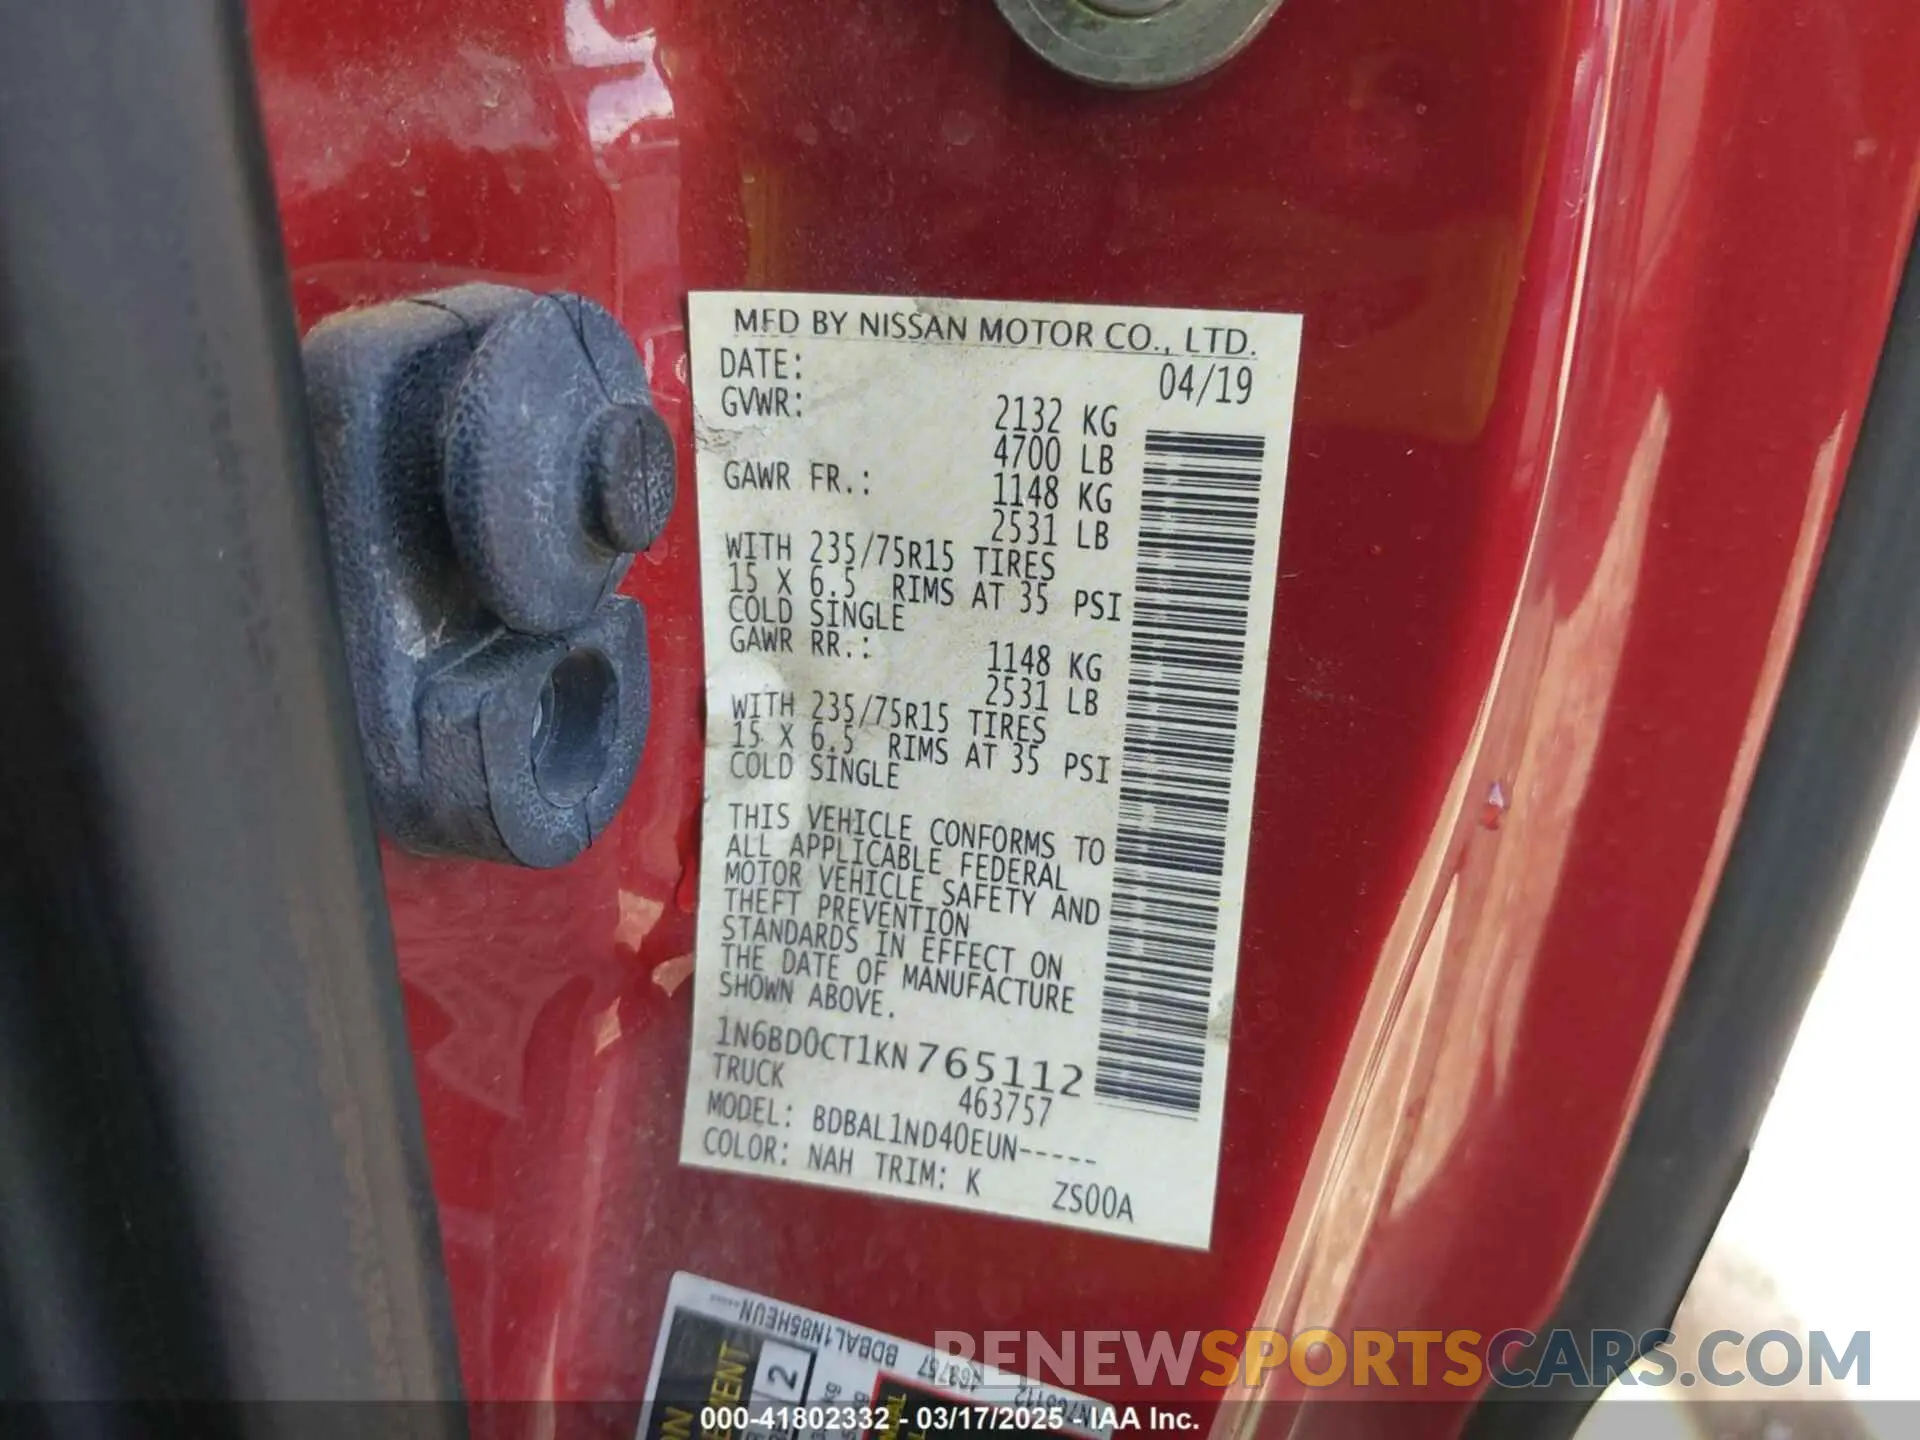 MFD BY NISSAN MOTOR CO., LTD.
DATE: 04/19
GVWR: 2132 KG
4700 LB
GAWR FR.: 1148 KG
2531 LB
WITH 235/75R15 TIRES
15 X 6.5 RIMS AT 35 PSI
COLD SINGLE
GAWR RR.: 1148 KG
2531 LB
WITH 235/75R15 TIRES
15 X 6.5 RIMS AT 35 PSI
COLD SINGLE
THIS VEHICLE CONFORMS TO
ALL APPLICABLE FEDERAL
MOTOR VEHICLE SAFETY AND
THEFT PREVENTION
STANDARDS IN EFFECT ON
THE DATE OF MANUFACTURE
SHOWN ABOVE.
1N6BD0CT1KN765112
TRUCK 463757
MODEL: BDBAL1ND40EUN-----
COLOR: NAH TRIM: K ZS00A
BDBAL1N85HEUN-----
463757
2
RENEWSPORTSCARS.COM
000-41802332 - 03/17/2025 - IAA Inc.